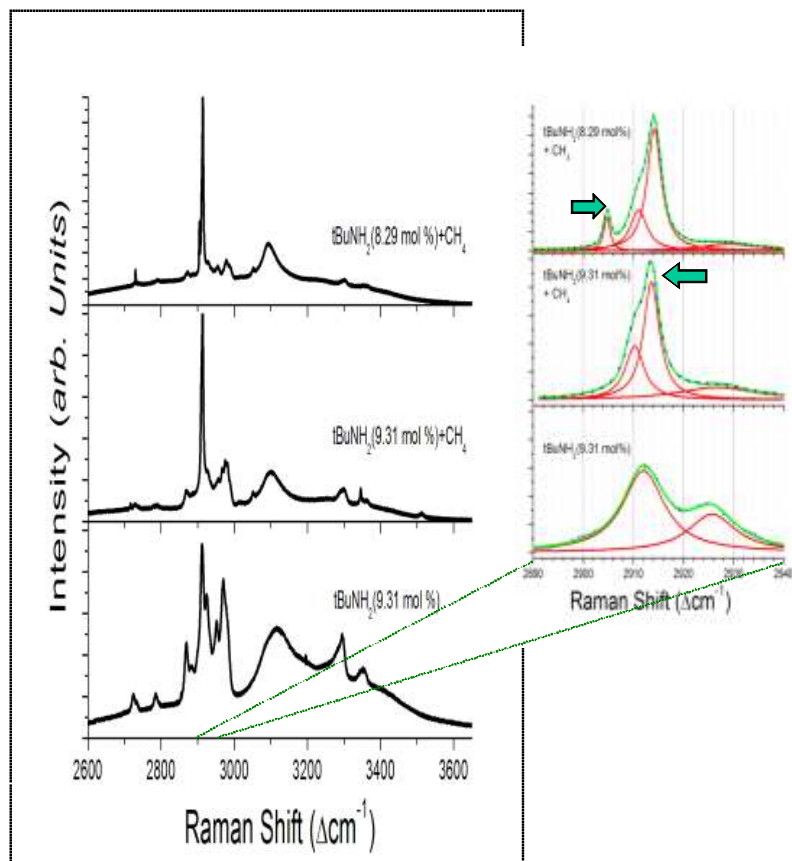 Intensity (arb. Units)
tBuNH2(8.29 mol %)+CH4
tBuNH2(9.31 mol %)+CH4
tBuNH2(9.31 mol %)
2600 2800 3000 3200 3400 3600
Raman Shift (Δcm-1)
tBuNH2(8.29 mol%)
+ CH4
tBuNH2(9.31 mol%)
+ CH4
tBuNH2(9.31 mol%)
2910 2920
Raman Shift (Δcm-1)